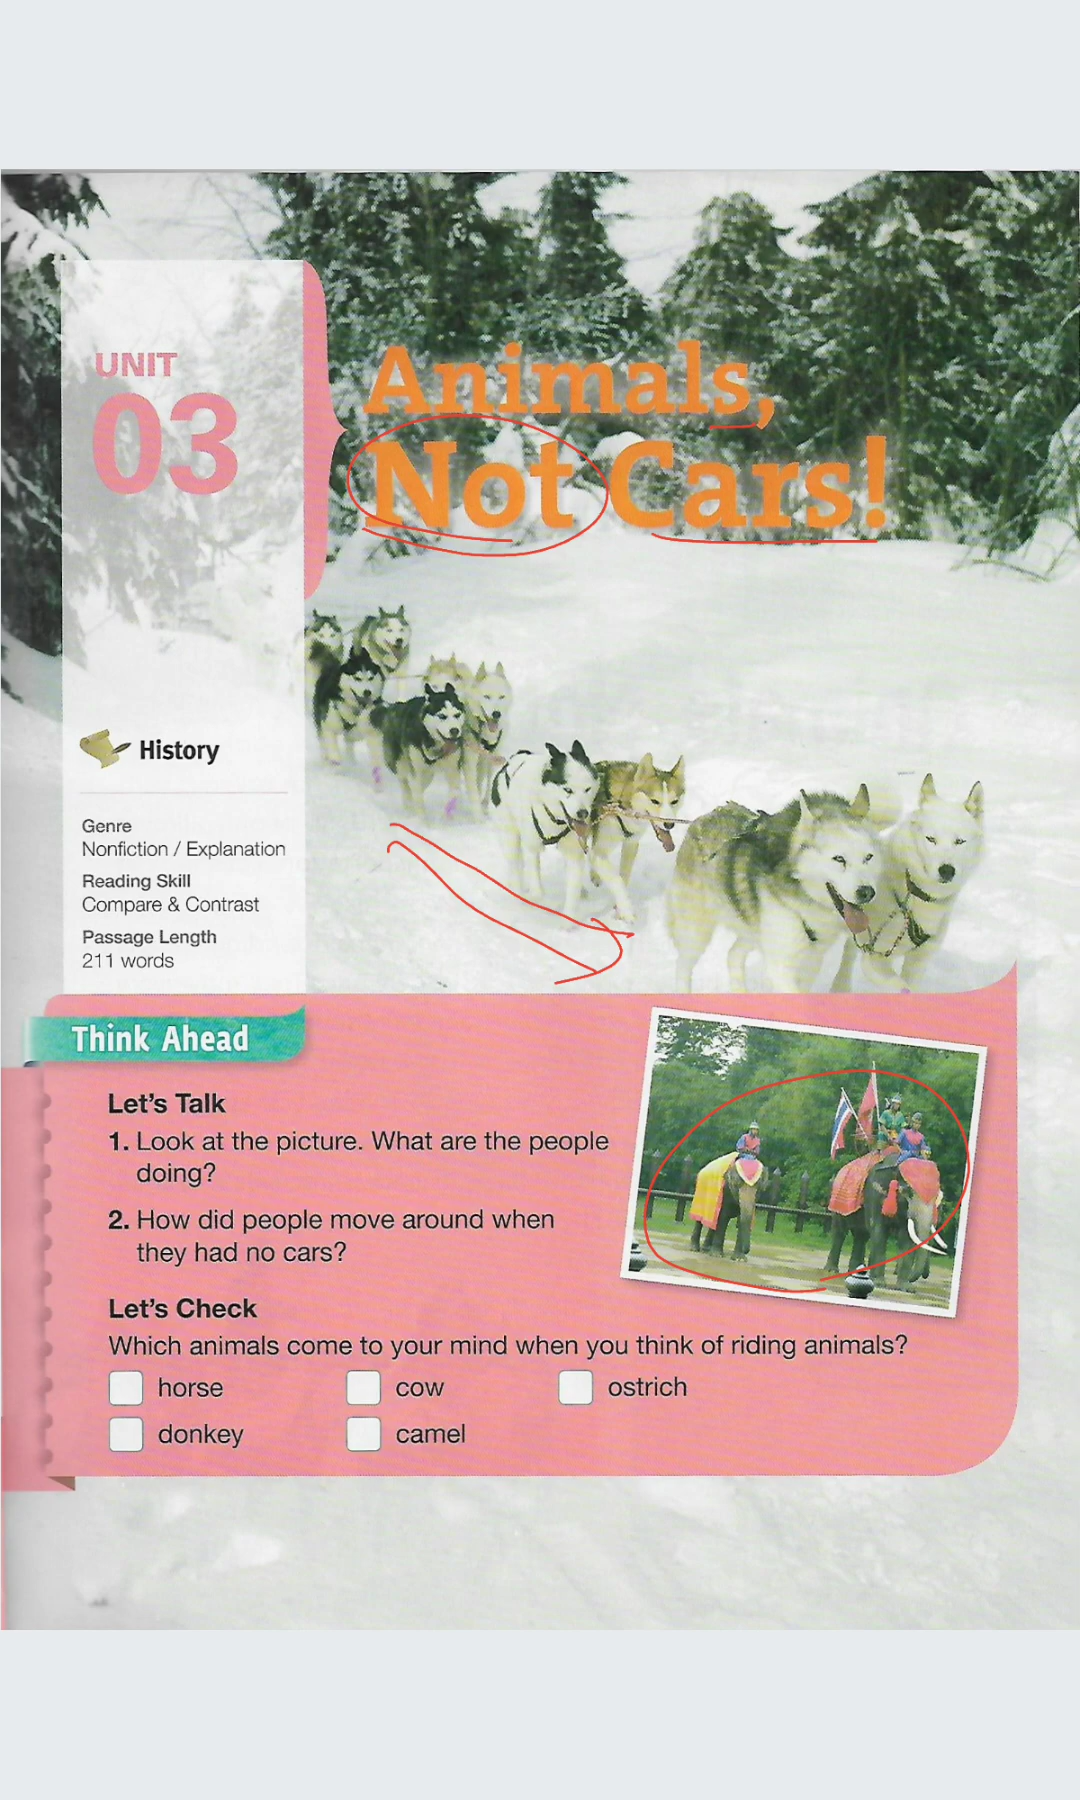 UNIT
03
Animals,
Not Cars!
History
Genre
Nonfiction / Explanation
Reading Skill
Compare & Contrast
Passage Length
211 words
Think Ahead
Let's Talk
1. Look at the picture. What are the people
doing?
2. How did people move around when
they had no cars?
Let's Check
Which animals come to your mind when you think of riding animals?
horse
cow
ostrich
donkey
camel